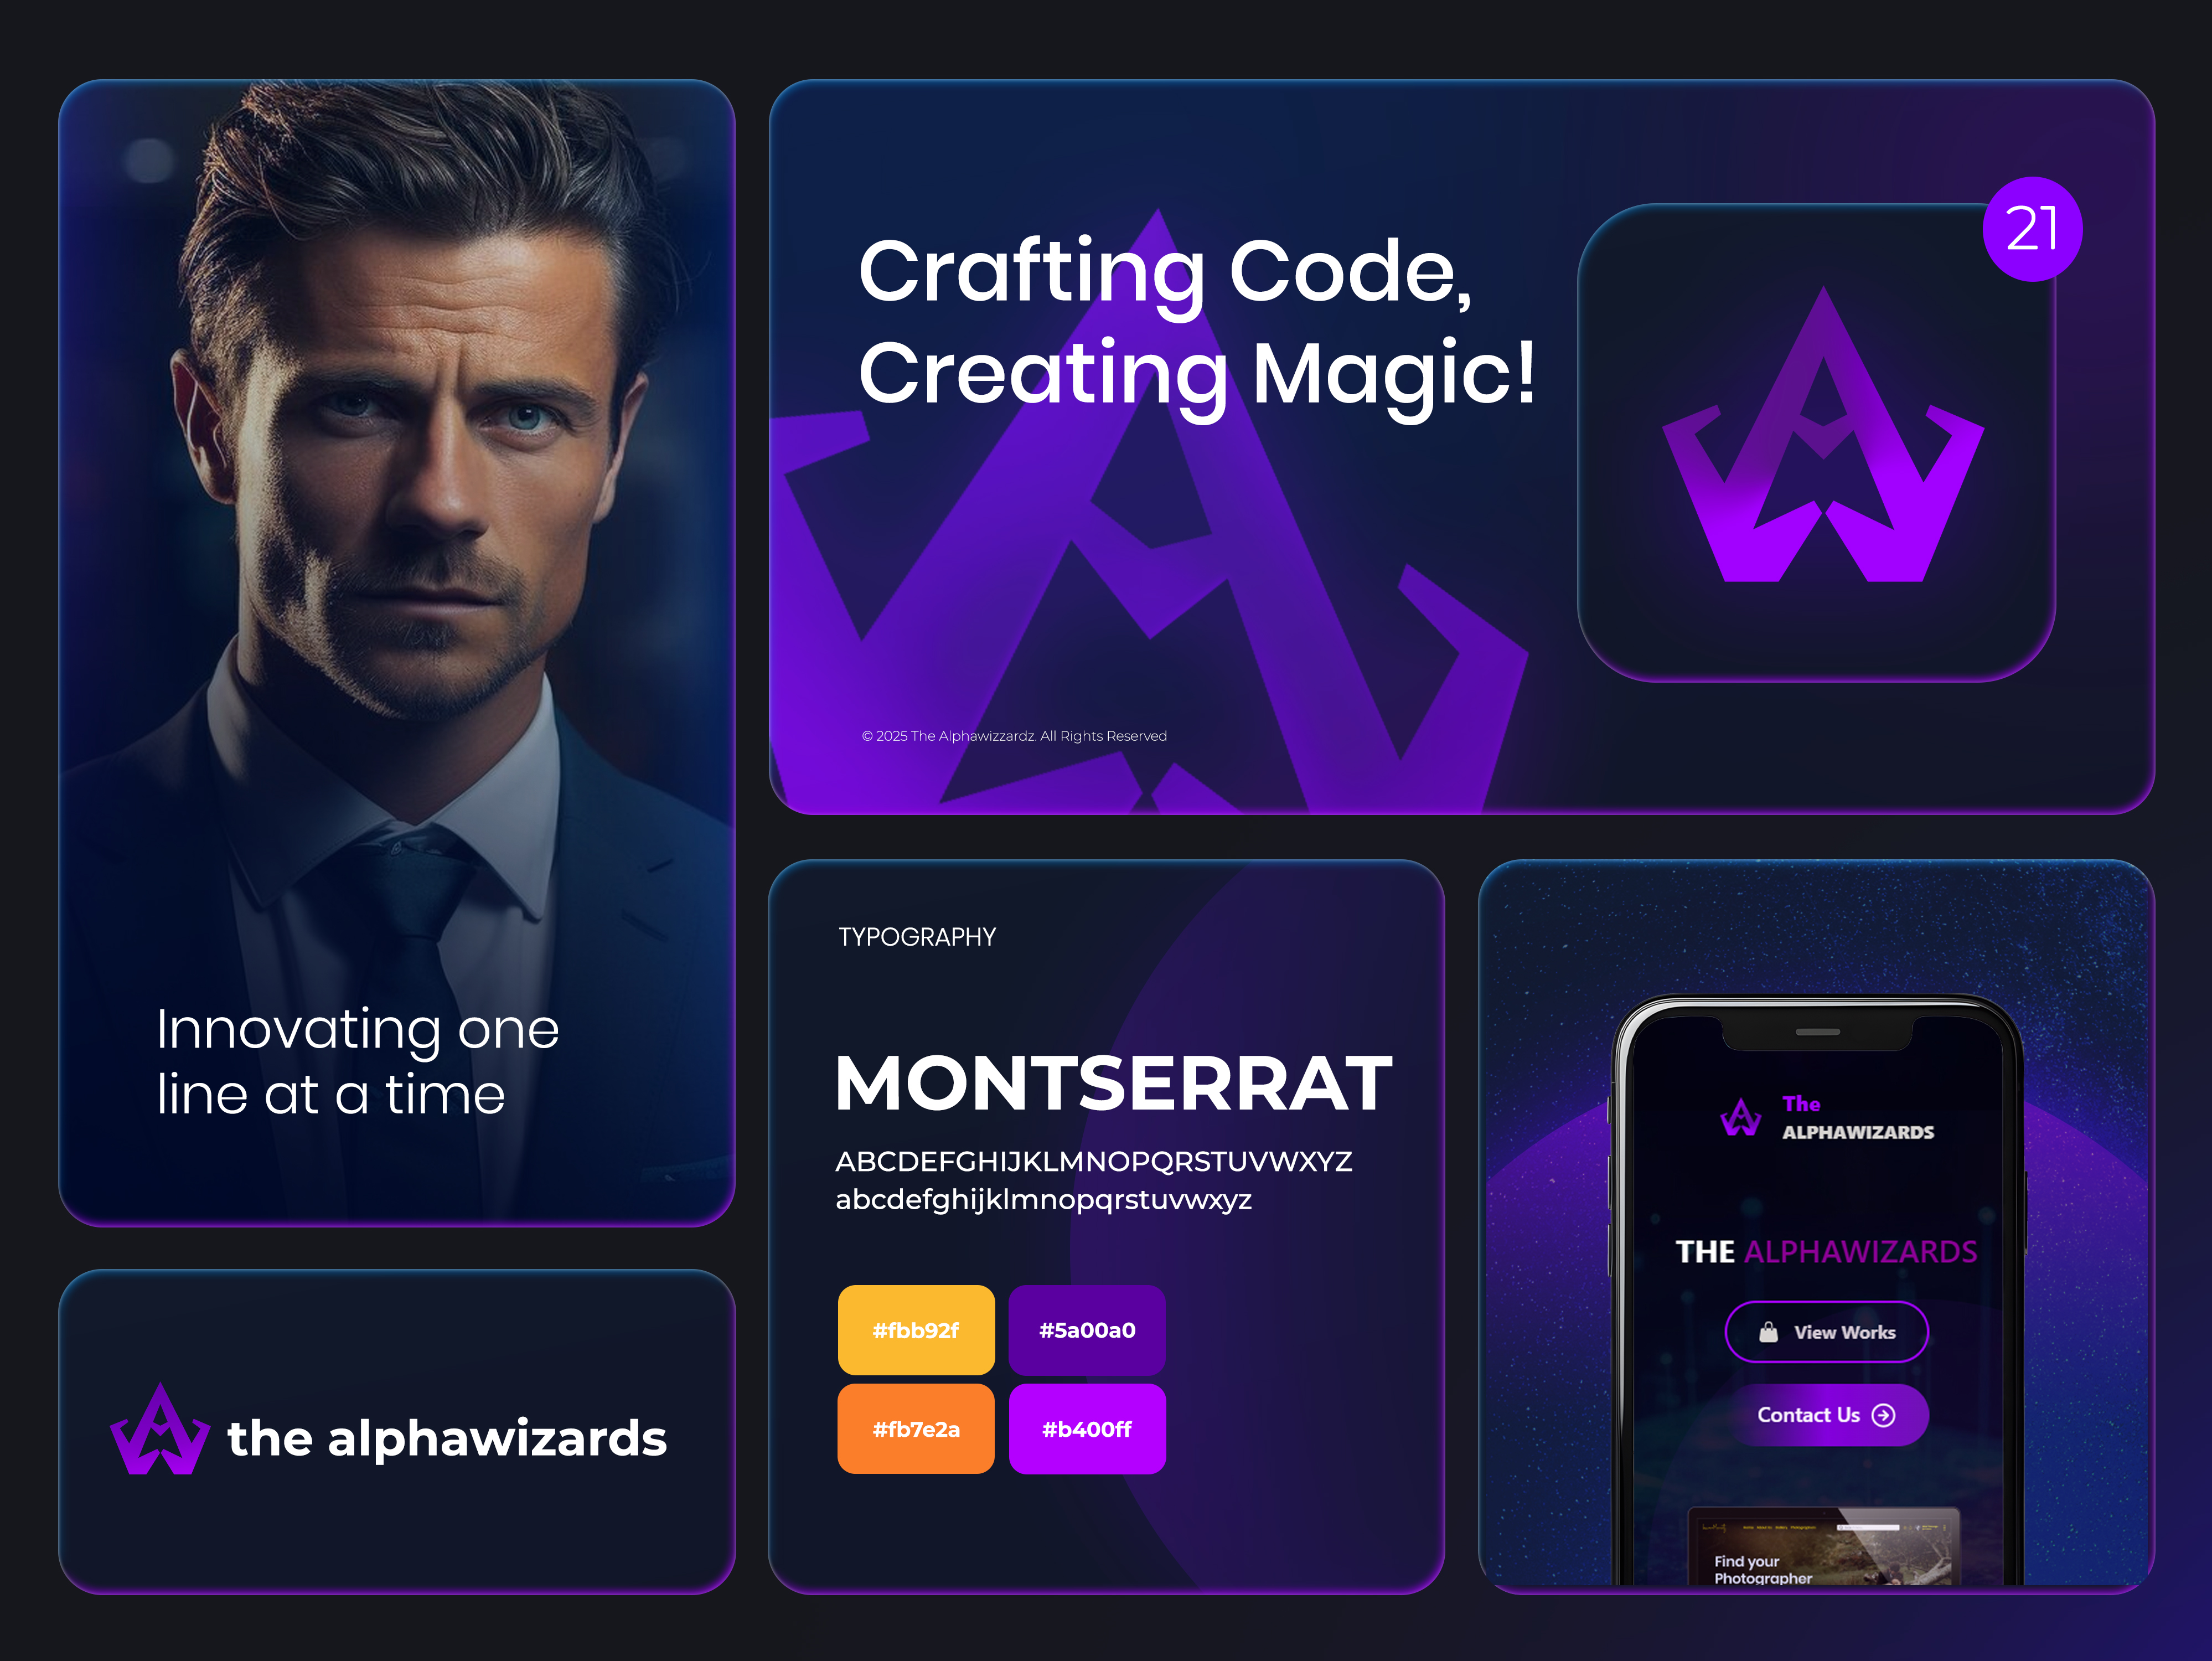 Innovating one
line at a time
the alphawizards
Crafting Code,
Creating Magic!
© 2025 The Alphawizzardz. All Rights Reserved
21
TYPOGRAPHY
MONTSERRAT
ABCDEFGHIJKLMNOPQRSTUVWXYZ
abcdefghijklmnopqrstuvwxyz
#fbb92f
#5a00a0
#fb7e2a
#b400ff
The
ALPHAWIZARDS
THE ALPHAWIZARDS
View Works
Contact Us
Find your
Photographer